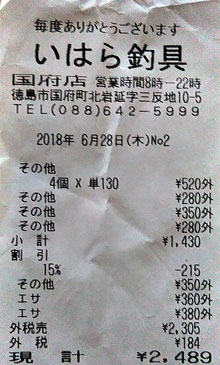 毎度ありがとうございます
いはら釣具
国府店 営業時間8時ー22時
徳島市国府町北岩延字三反地10-5
TEL(088)642-5999
2018年 6月28日(木)No2
その他
4個 X 単130 ¥520外
その他 ¥280外
その他 ¥350外
その他 ¥280外
小 計 ¥1,430
割 引
15% -215
その他 ¥350外
エサ ¥360外
エサ ¥380外
外税売 ¥2,305
外 税 ¥184
現 計 ¥2,489